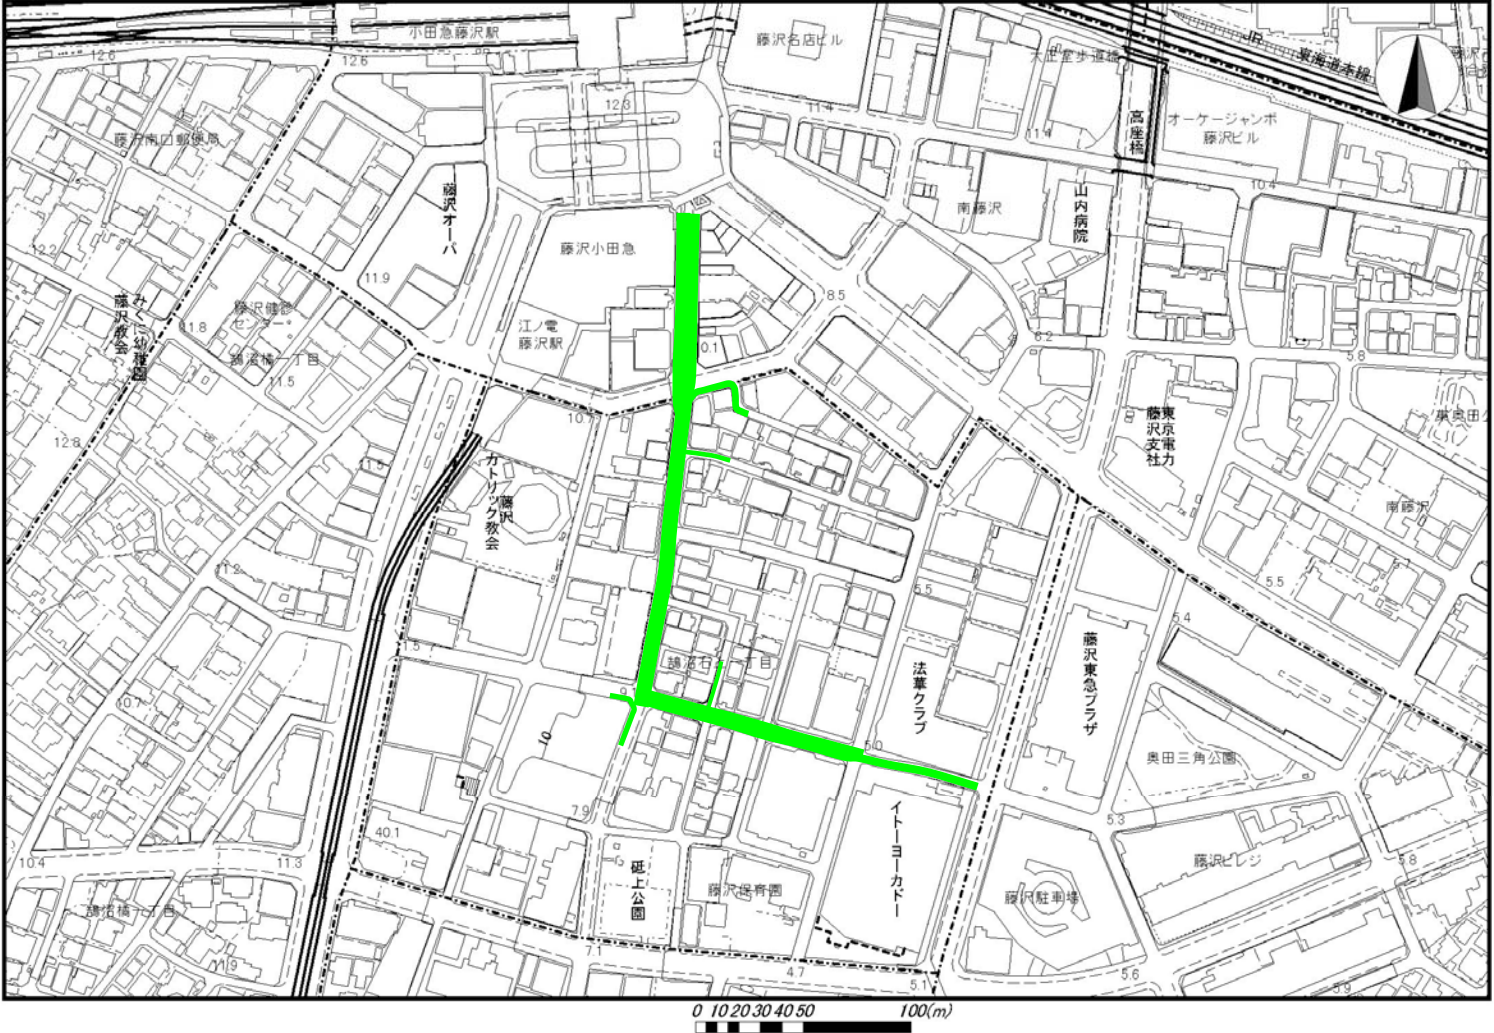 小田急藤沢駅
藤沢名店ビル
大正堂歩道橋
JR 東海道本線
12.6
12.6
12.3
11.4
11.4
高座橋
オーケージャンボ
藤沢ビル
藤沢南口郵便局
藤沢オーパ
南藤沢
山内病院
10.4
12.2
藤沢小田急
11.9
8.5
みくに幼稚園
藤沢教会
藤沢健診
センター
11.8
江ノ電
藤沢駅
0.1
8.2
5.8
鵠沼橘一丁目
11.5
10.7
12.8
11.5
藤沢
カトリック教会
東京電力
藤沢支社
南藤沢
11.2
5.5
5.5
5.4
1.5
鵠沼石
一丁目
法華クラブ
藤沢東急プラザ
9.
10.7
10
5.0
奥田三角公園
7.9
イトーヨーカドー
5.3
40.1
10.4
11.3
砥上公園
藤沢保育園
藤沢駐車場
藤沢ビレジ
5.8
鵠沼橘一丁目
11.9
7.1
4.7
5.1
5.6
5.9
0 10 20 30 40 50 100(m)